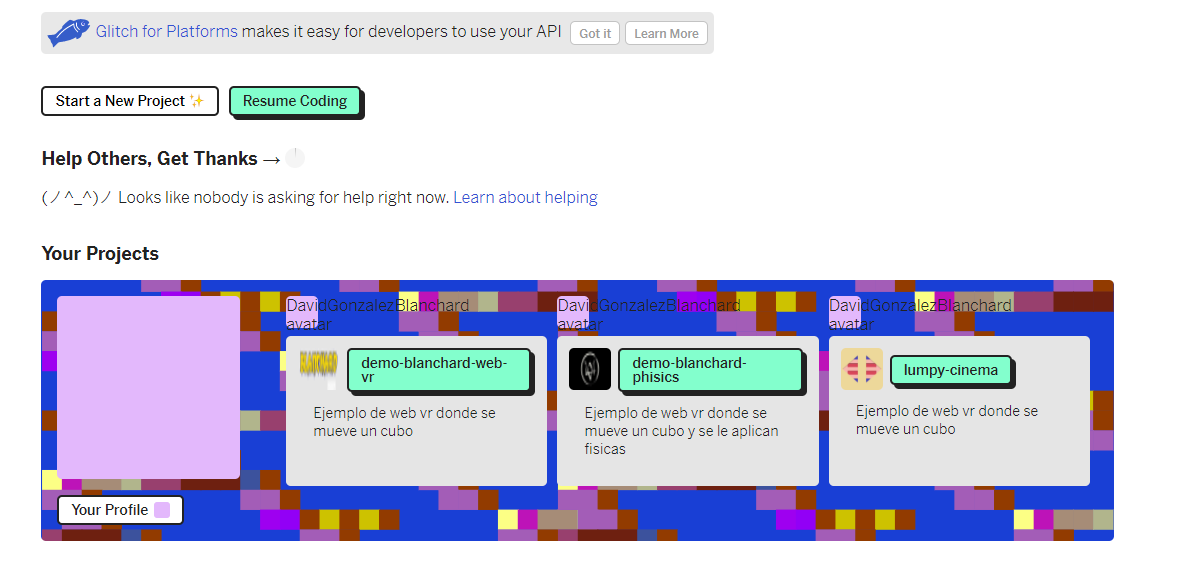 Glitch for Platforms makes it easy for developers to use your API Got it Learn More
Start a New Project ✨ Resume Coding
Help Others, Get Thanks →
(ノ^_^)ノ Looks like nobody is asking for help right now. Learn about helping
Your Projects
DavidGonzalezBlanchard
avatar
demo-blanchard-web-
vr
Ejemplo de web vr donde se
mueve un cubo
DavidGonzalezBlanchard
avatar
demo-blanchard-
phisics
Ejemplo de web vr donde se
mueve un cubo y se le aplican
fisicas
DavidGonzalezBlanchard
avatar
lumpy-cinema
Ejemplo de web vr donde se
mueve un cubo
Your Profile